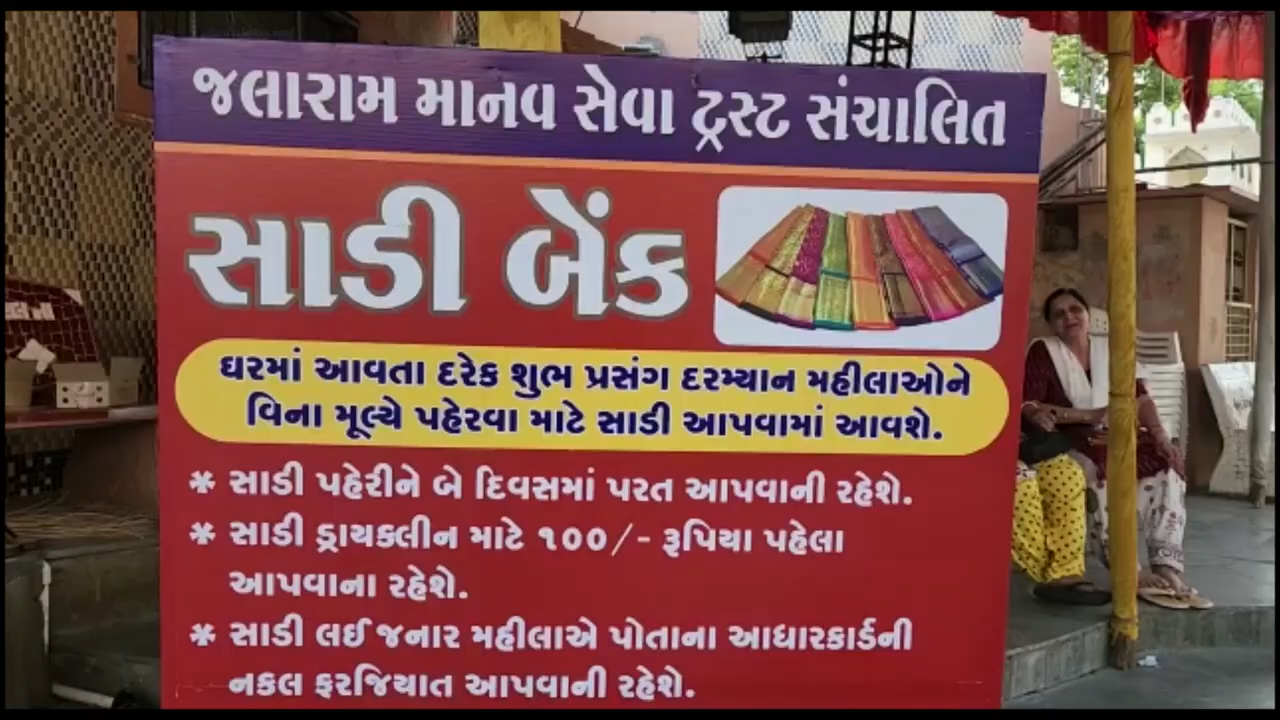 જલારામ માનવ સેવા ટ્રસ્ટ સંચાલિત
સાડી બેંક
ઘરમાં આવતા દરેક શુભ પ્રસંગ દરમ્યાન મહીલાઓને
વિના મૂલ્યે પહેરવા માટે સાડી આપવામાં આવશે.
* સાડી પહેરીને બે દિવસમાં પરત આપવાની રહેશે.
* સાડી ડ્રાયક્લીન માટે ૧૦૦/- રૂપિયા પહેલા
આપવાના રહેશે.
* સાડી લઈ જનાર મહીલાએ પોતાના આધારકાર્ડની
નકલ ફરજિયાત આપવાની રહેશે.